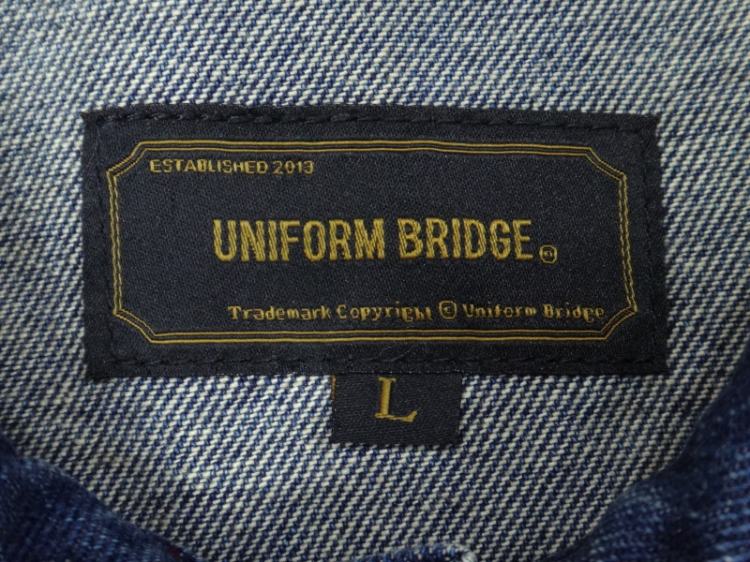 ESTABLISHED 2013
UNIFORM BRIDGE
Trademark Copyright © Uniform Bridge
L